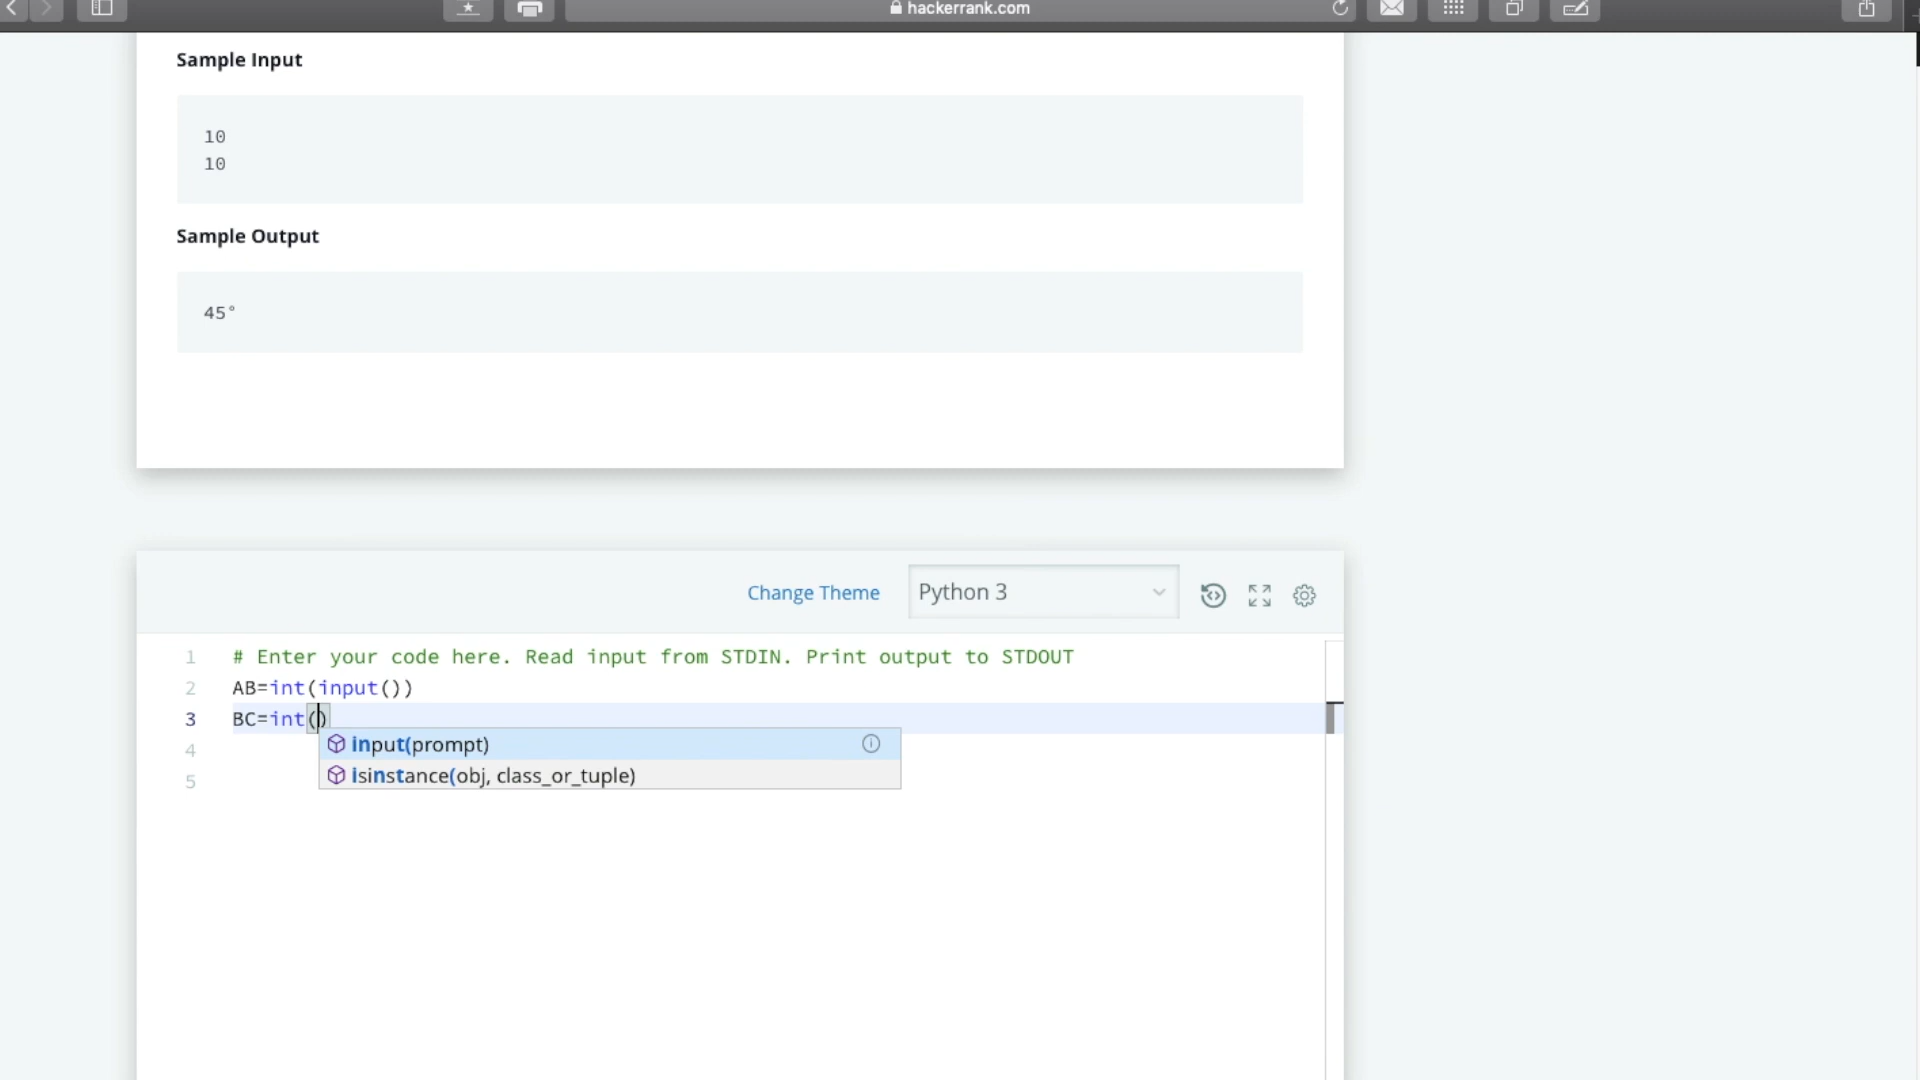 hackerrank.com
Sample Input
10
10
Sample Output
45°
Change Theme
Python 3
1 # Enter your code here. Read input from STDIN. Print output to STDOUT
2 AB=int(input())
3 BC=int()
input(prompt)
4
isinstance(obj, class_or_tuple)
5